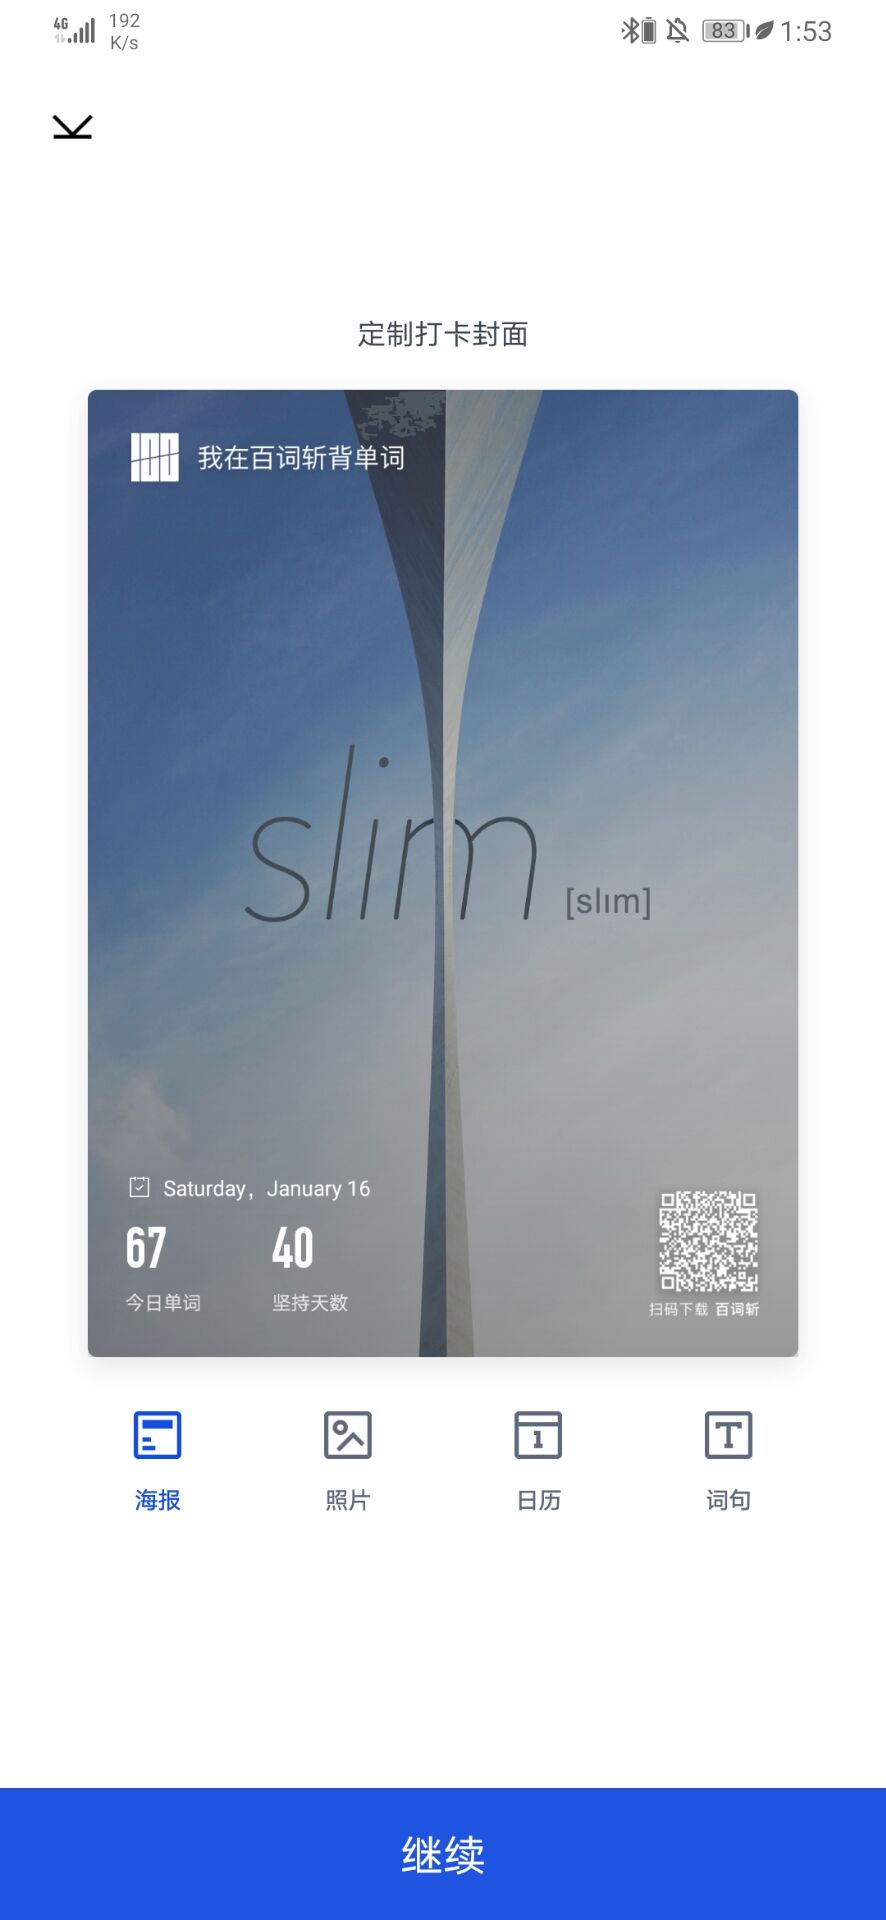 4G 192 K/s 83 1:53
定制打卡封面
我在百词斩背单词
slim [slɪm]
Saturday，January 16
67 40
今日单词 坚持天数
扫码下载 百词斩
海报 照片 日历 词句
继续